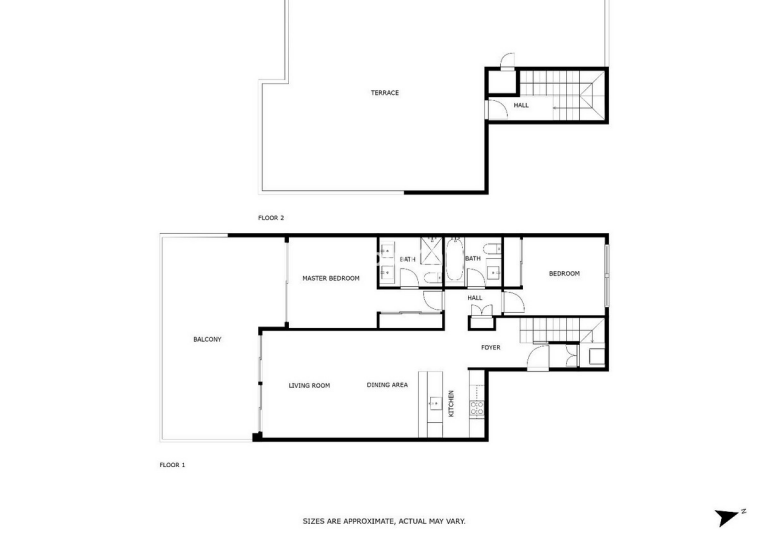 TERRACE
HALL
FLOOR 2
BATH
BATH
MASTER BEDROOM
BEDROOM
HALL
BALCONY
FOYER
LIVING ROOM
DINING AREA
KITCHEN
FLOOR 1
SIZES ARE APPROXIMATE, ACTUAL MAY VARY.
N